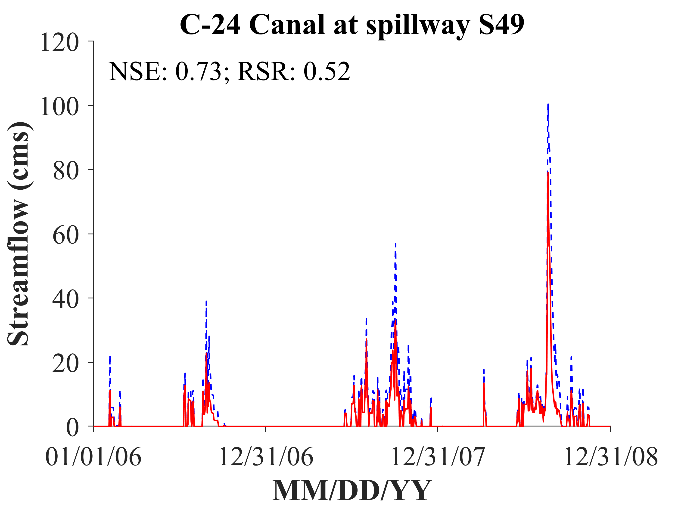 C-24 Canal at spillway S49
NSE: 0.73; RSR: 0.52
Streamflow (cms)
120
100
80
60
40
20
0
01/01/06 12/31/06 12/31/07 12/31/08
MM/DD/YY